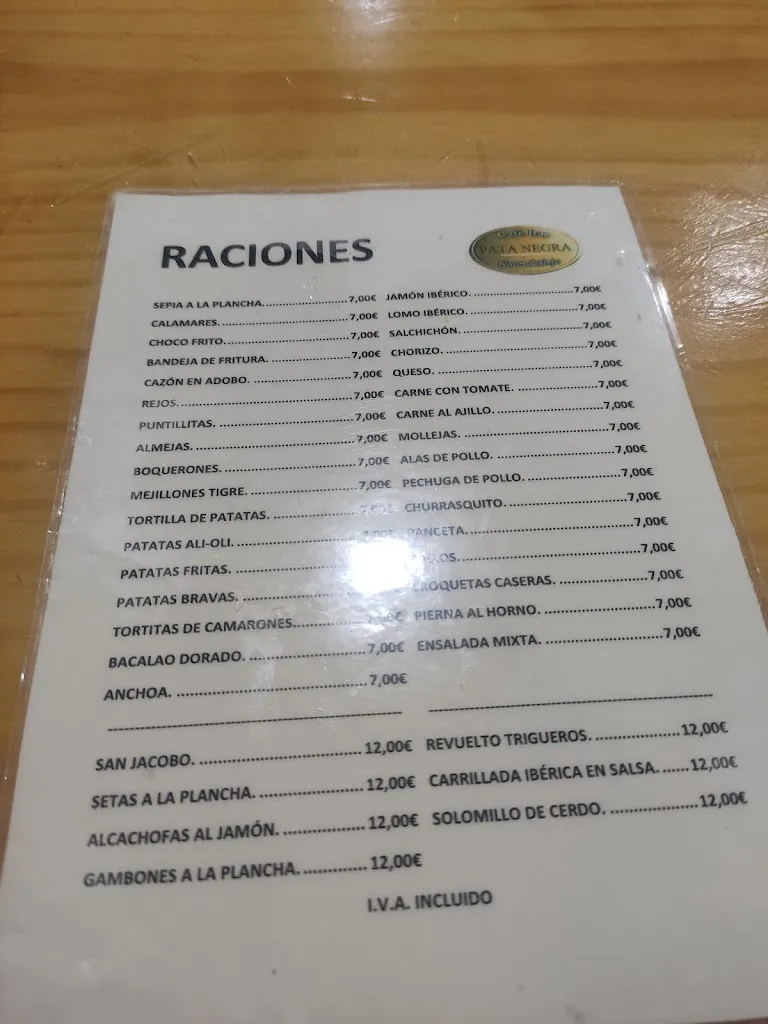 RACIONES
Café Bar
PATA NEGRA
Almendralejo
SEPIA A LA PLANCHA. 7,00€
CALAMARES. 7,00€
CHOCO FRITO. 7,00€
BANDEJA DE FRITURA. 7,00€
CAZÓN EN ADOBO. 7,00€
REJOS. 7,00€
PUNTILLITAS. 7,00€
ALMEJAS. 7,00€
BOQUERONES. 7,00€
MEJILLONES TIGRE. 7,00€
TORTILLA DE PATATAS. 7,00€
PATATAS ALI-OLI. 7,00€
PATATAS FRITAS.
PATATAS BRAVAS.
TORTITAS DE CAMARONES. 7,00€
BACALAO DORADO. 7,00€
ANCHOA. 7,00€
JAMÓN IBÉRICO. 7,00€
LOMO IBÉRICO. 7,00€
SALCHICHÓN. 7,00€
CHORIZO. 7,00€
QUESO. 7,00€
CARNE CON TOMATE. 7,00€
CARNE AL AJILLO. 7,00€
MOLLEJAS. 7,00€
ALAS DE POLLO. 7,00€
PECHUGA DE POLLO. 7,00€
CHURRASQUITO. 7,00€
PANCETA. 7,00€
7,00€
CROQUETAS CASERAS. 7,00€
PIERNA AL HORNO. 7,00€
ENSALADA MIXTA. 7,00€
SAN JACOBO. 12,00€
SETAS A LA PLANCHA. 12,00€
ALCACHOFAS AL JAMÓN. 12,00€
GAMBONES A LA PLANCHA. 12,00€
REVUELTO TRIGUEROS. 12,00€
CARRILLADA IBÉRICA EN SALSA. 12,00€
SOLOMILLO DE CERDO. 12,00€
I.V.A. INCLUIDO